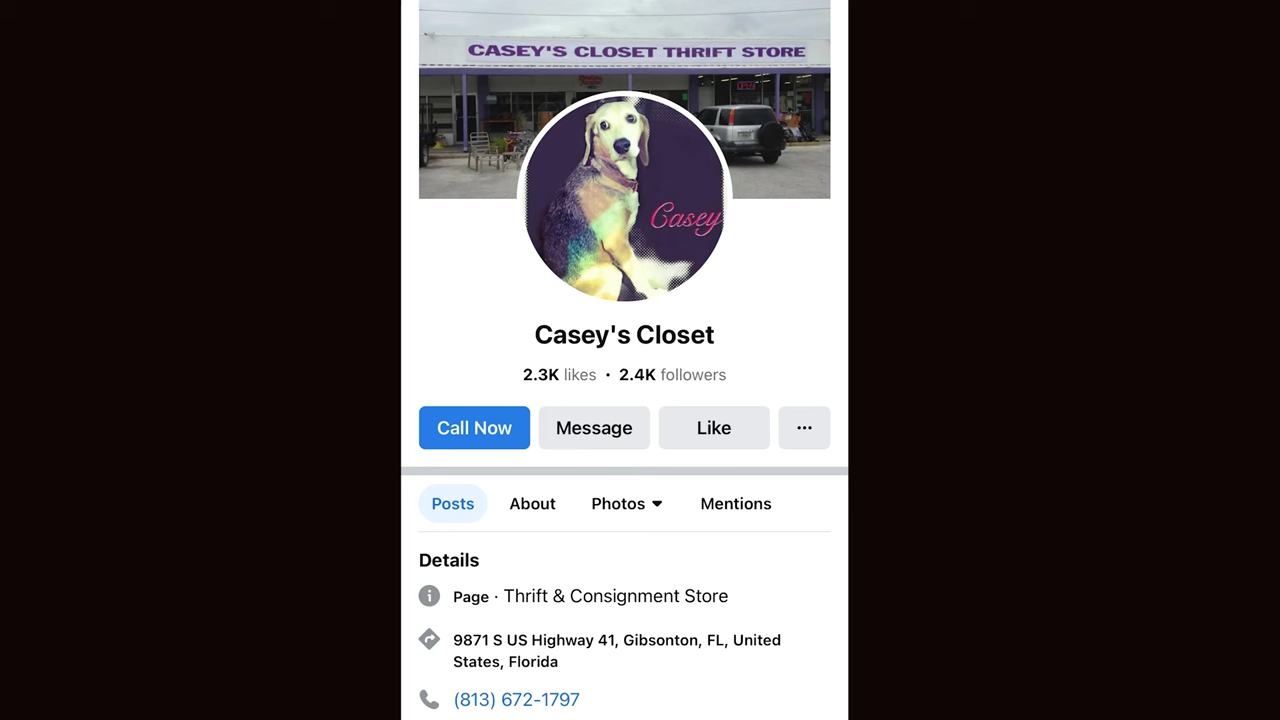 CASEY'S CLOSET THRIFT STORE
OPEN
Casey
Casey's Closet
2.3K likes · 2.4K followers
Call Now
Message
Like
Posts
About
Photos
Mentions
Details
Page · Thrift & Consignment Store
9871 S US Highway 41, Gibsonton, FL, United
States, Florida
(813) 672-1797